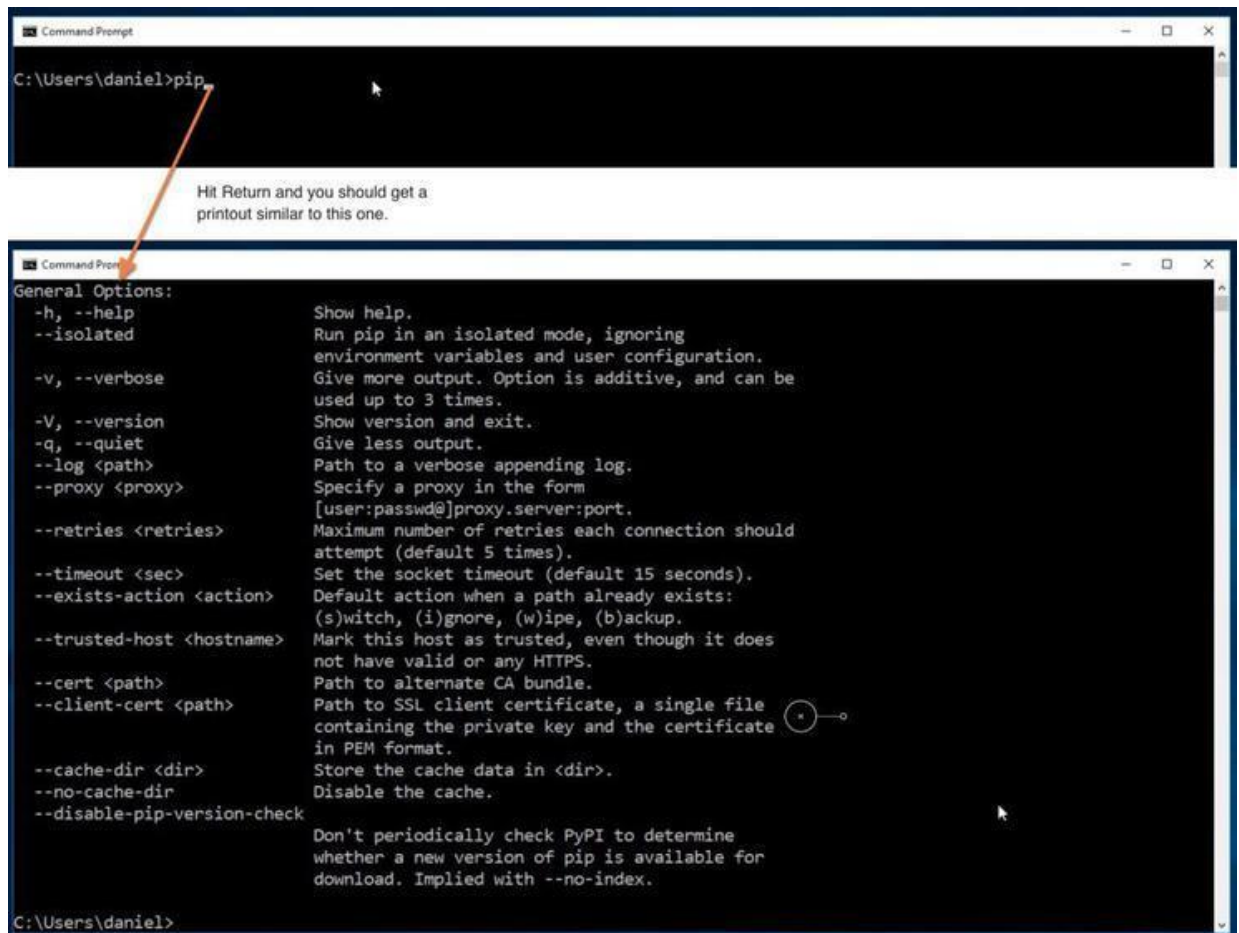 Command Prompt
C:\Users\daniel>pip
Hit Return and you should get a
printout similar to this one.
Command Prom
General Options:
-h, --help Show help.
--isolated Run pip in an isolated mode, ignoring
environment variables and user configuration.
-v, --verbose Give more output. Option is additive, and can be
used up to 3 times.
-V, --version Show version and exit.
-q, --quiet Give less output.
--log <path> Path to a verbose appending log.
--proxy <proxy> Specify a proxy in the form
[user:passwd@]proxy.server:port.
--retries <retries> Maximum number of retries each connection should
attempt (default 5 times).
--timeout <sec> Set the socket timeout (default 15 seconds).
--exists-action <action> Default action when a path already exists:
(s)witch, (i)gnore, (w)ipe, (b)ackup.
--trusted-host <hostname> Mark this host as trusted, even though it does
not have valid or any HTTPS.
--cert <path> Path to alternate CA bundle.
--client-cert <path> Path to SSL client certificate, a single file
containing the private key and the certificate
in PEM format.
--cache-dir <dir> Store the cache data in <dir>.
--no-cache-dir Disable the cache.
--disable-pip-version-check
Don't periodically check PyPI to determine
whether a new version of pip is available for
download. Implied with --no-index.
C:\Users\daniel>